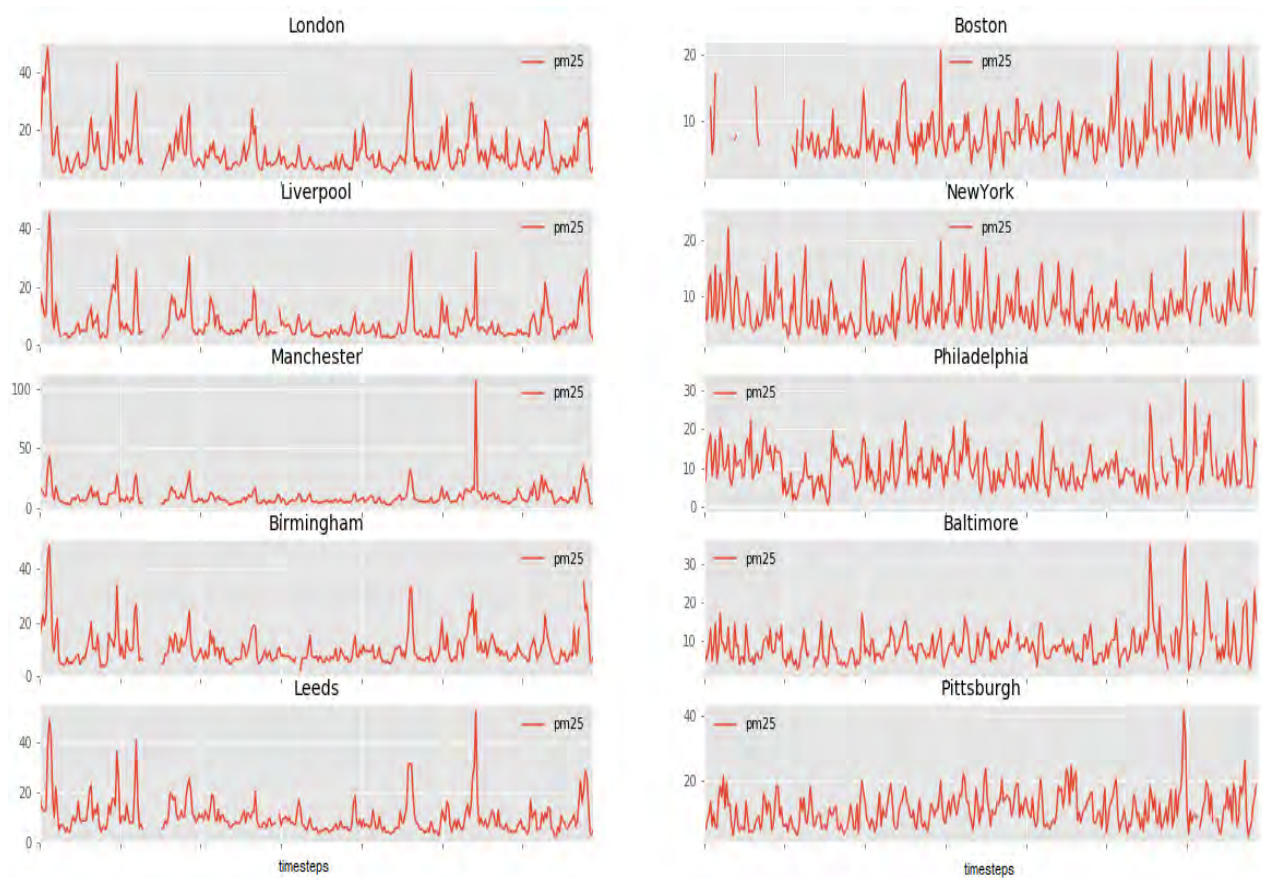 London
pm25
40
20
Liverpool
pm25
40
20
0
Manchester
pm25
100
50
0
Birmingham
pm25
40
20
0
Leeds
pm25
40
20
0
timesteps
Boston
pm25
20
10
NewYork
pm25
20
10
Philadelphia
pm25
30
20
10
0
Baltimore
pm25
30
20
10
Pittsburgh
pm25
40
20
timesteps